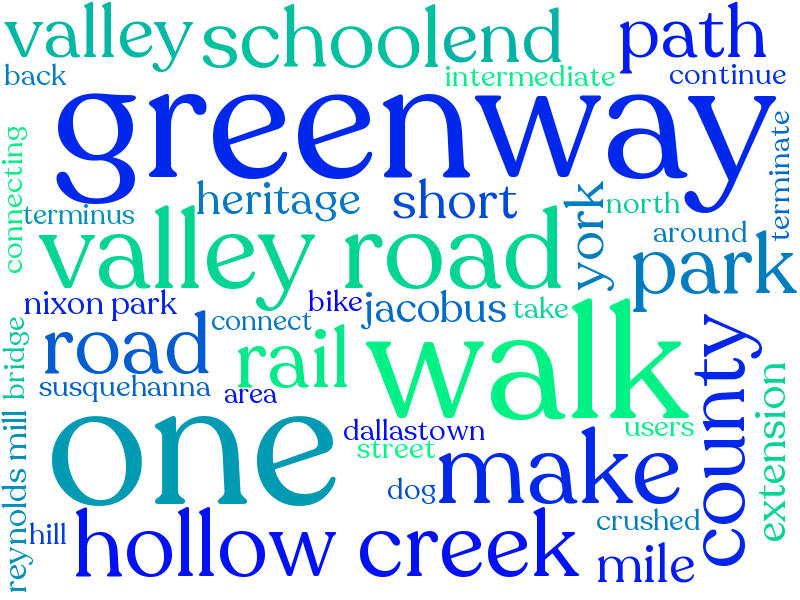 valley
school
end
path
back
intermediate
continue
greenway
connecting
terminus
heritage
short
york
north
terminate
around
valley road
park
nixon park
bike
jacobus
take
road
connect
rail
walk
county
bridge
susquehanna
area
extension
one
dallastown
street
users
make
reynolds mill
dog
crushed
hill
hollow creek
mile